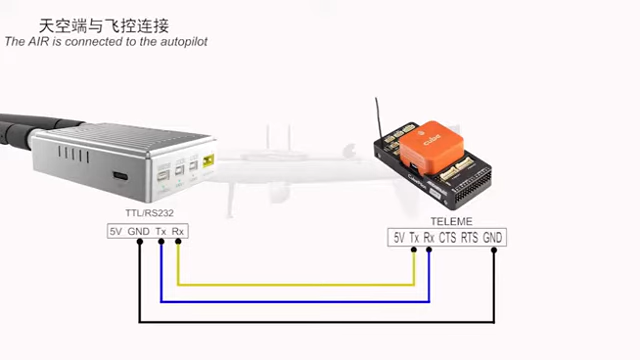 天空端与飞控连接
The AIR is connected to the autopilot
cube
TTL/RS232
5V GND Tx Rx
TELEME
5V Tx Rx CTS RTS GND